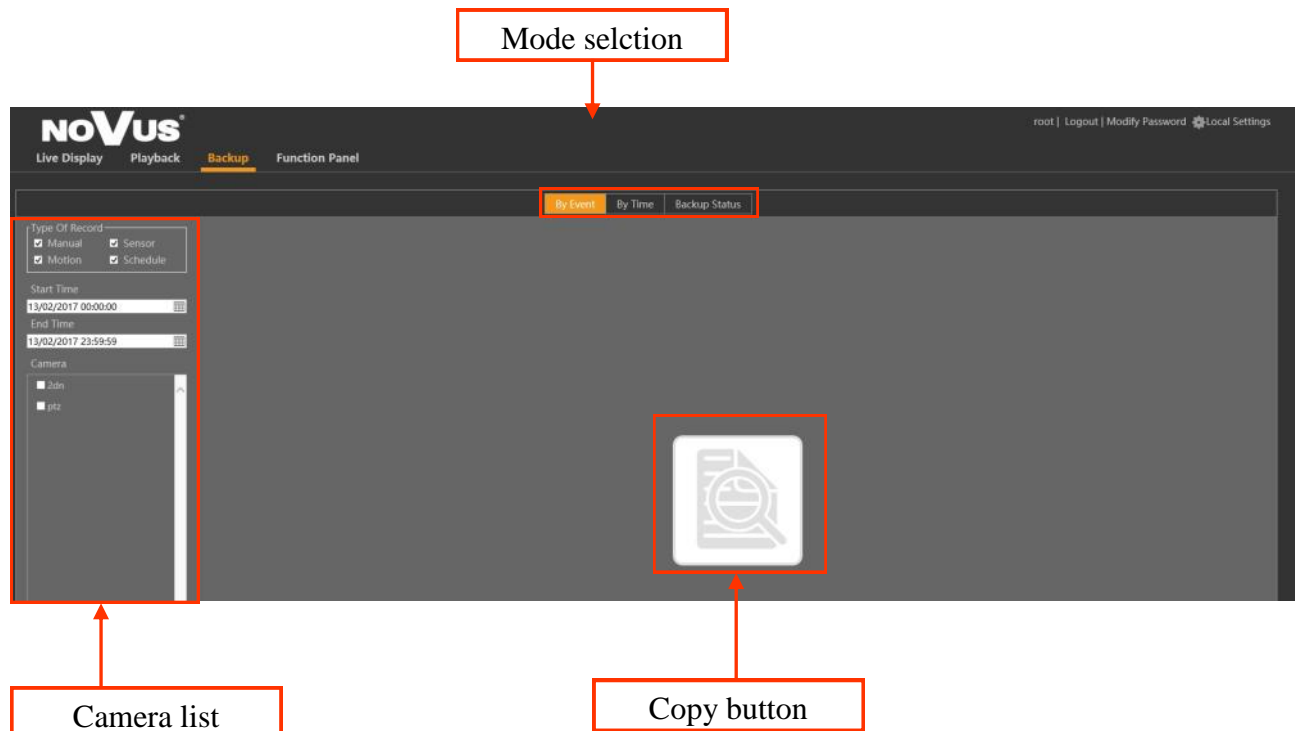 Mode selction
NOVUS®
root | Logout | Modify Password Local Settings
Live Display Playback Backup Function Panel
By Event By Time Backup Status
Type Of Record
Manual Sensor
Motion Schedule
Start Time
13/02/2017 00:00:00
End Time
13/02/2017 23:59:59
Camera
2dn
ptz
Camera list
Copy button